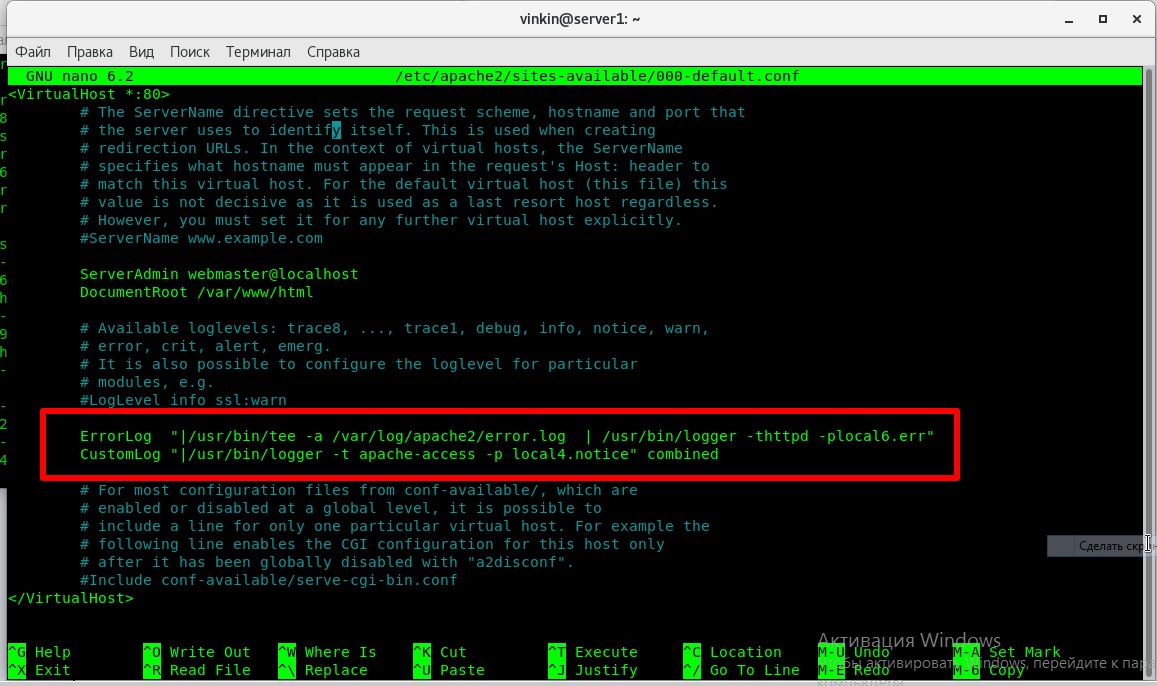 vinkin@server1: ~
Файл Правка Вид Поиск Терминал Справка
GNU nano 6.2 /etc/apache2/sites-available/000-default.conf
<VirtualHost *:80>
# The ServerName directive sets the request scheme, hostname and port that
# the server uses to identify itself. This is used when creating
# redirection URLs. In the context of virtual hosts, the ServerName
# specifies what hostname must appear in the request's Host: header to
# match this virtual host. For the default virtual host (this file) this
# value is not decisive as it is used as a last resort host regardless.
# However, you must set it for any further virtual host explicitly.
#ServerName www.example.com
ServerAdmin webmaster@localhost
DocumentRoot /var/www/html
# Available loglevels: trace8, ..., trace1, debug, info, notice, warn,
# error, crit, alert, emerg.
# It is also possible to configure the loglevel for particular
# modules, e.g.
#LogLevel info ssl:warn
ErrorLog  "|/usr/bin/tee -a /var/log/apache2/error.log  | /usr/bin/logger -thttpd -plocal6.err"
CustomLog "|/usr/bin/logger -t apache-access -p local4.notice" combined
# For most configuration files from conf-available/, which are
# enabled or disabled at a global level, it is possible to
# include a line for only one particular virtual host. For example the
# following line enables the CGI configuration for this host only
# after it has been globally disabled with "a2disconf".
#Include conf-available/serve-cgi-bin.conf
</VirtualHost>
Сделать скри
Активация Windows
^G Help ^O Write Out ^W Where Is ^K Cut ^T Execute ^C Location M-U Undo M-A Set Mark
^X Exit ^R Read File ^\ Replace ^U Paste ^J Justify ^/ Go To Line M-E Redo M-6 Copy
активировать Windows, перейдите к пара